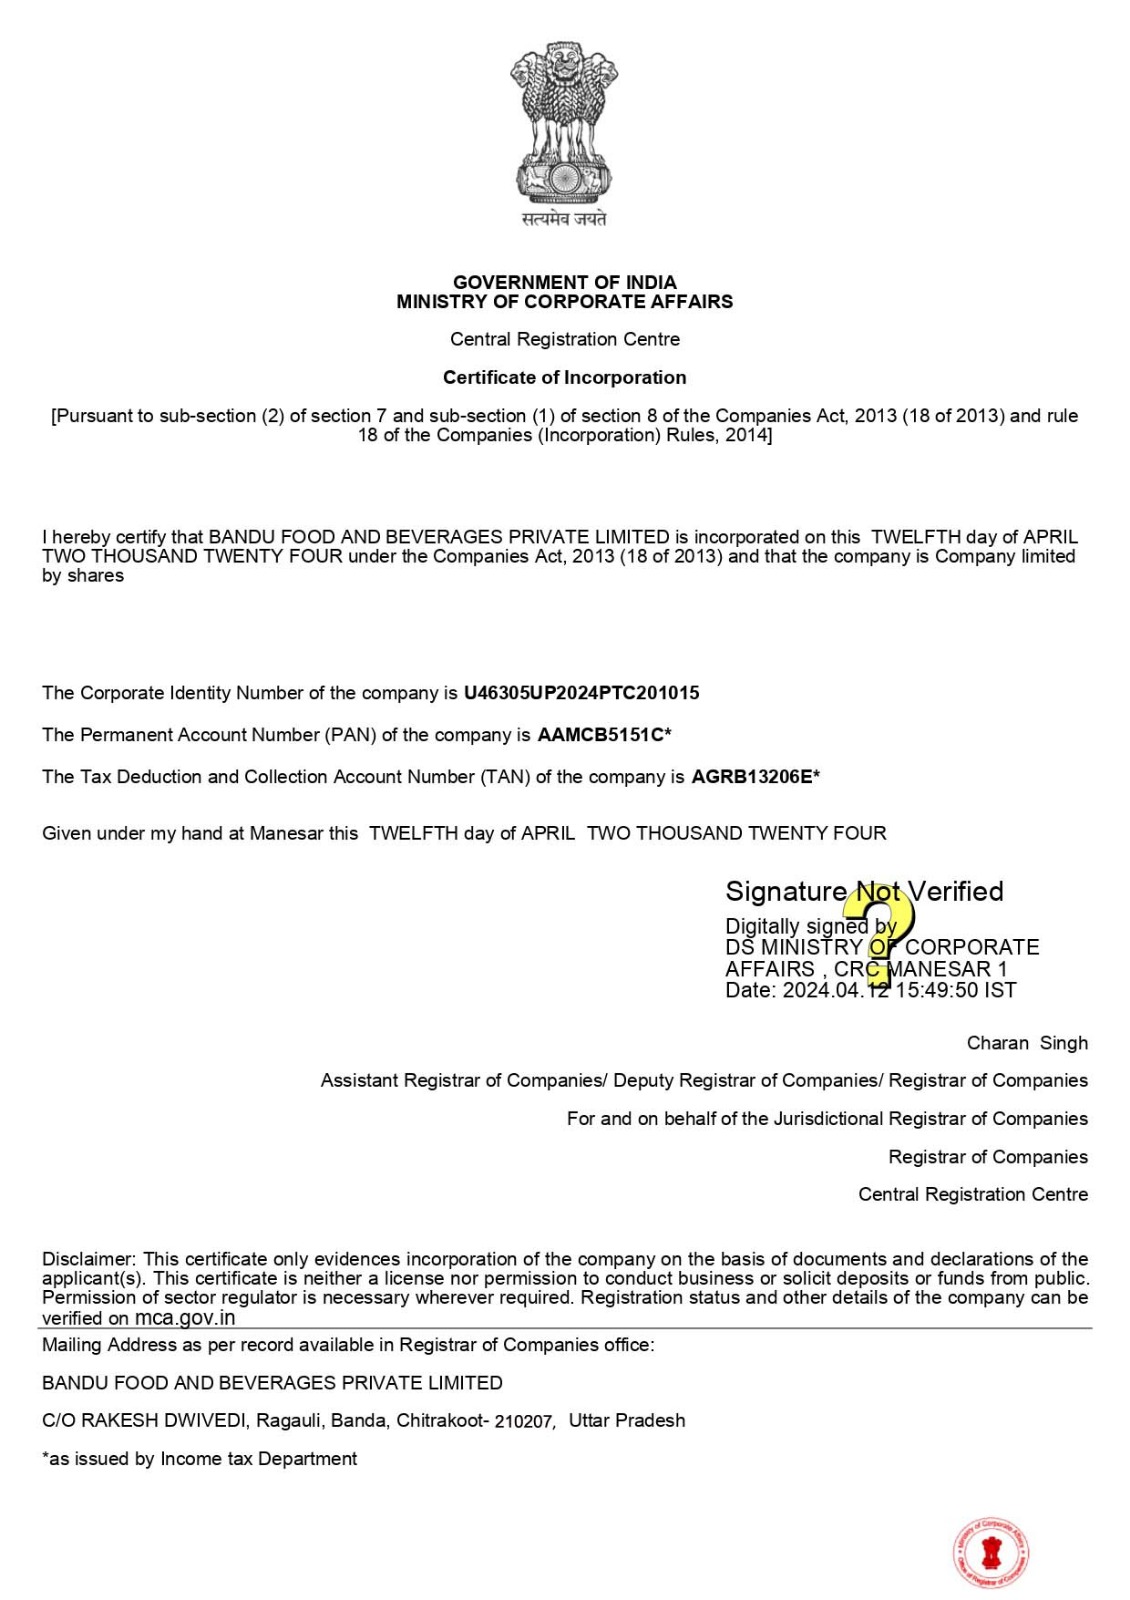 सत्यमेव जयते
GOVERNMENT OF INDIA
MINISTRY OF CORPORATE AFFAIRS
Central Registration Centre
Certificate of Incorporation
[Pursuant to sub-section (2) of section 7 and sub-section (1) of section 8 of the Companies Act, 2013 (18 of 2013) and rule
18 of the Companies (Incorporation) Rules, 2014]
I hereby certify that BANDU FOOD AND BEVERAGES PRIVATE LIMITED is incorporated on this TWELFTH day of APRIL
TWO THOUSAND TWENTY FOUR under the Companies Act, 2013 (18 of 2013) and that the company is Company limited
by shares
The Corporate Identity Number of the company is U46305UP2024PTC201015
The Permanent Account Number (PAN) of the company is AAMCB5151C*
The Tax Deduction and Collection Account Number (TAN) of the company is AGRB13206E*
Given under my hand at Manesar this TWELFTH day of APRIL TWO THOUSAND TWENTY FOUR
Signature Not Verified
Digitally signed by
DS MINISTRY OF CORPORATE
AFFAIRS , CRC MANESAR 1
Date: 2024.04.12 15:49:50 IST
Charan Singh
Assistant Registrar of Companies/ Deputy Registrar of Companies/ Registrar of Companies
For and on behalf of the Jurisdictional Registrar of Companies
Registrar of Companies
Central Registration Centre
Disclaimer: This certificate only evidences incorporation of the company on the basis of documents and declarations of the
applicant(s). This certificate is neither a license nor permission to conduct business or solicit deposits or funds from public.
Permission of sector regulator is necessary wherever required. Registration status and other details of the company can be
verified on mca.gov.in
Mailing Address as per record available in Registrar of Companies office:
BANDU FOOD AND BEVERAGES PRIVATE LIMITED
C/O RAKESH DWIVEDI, Ragauli, Banda, Chitrakoot- 210207, Uttar Pradesh
*as issued by Income tax Department
Ministry of Corporate Affairs
Office of Registrar of Companies